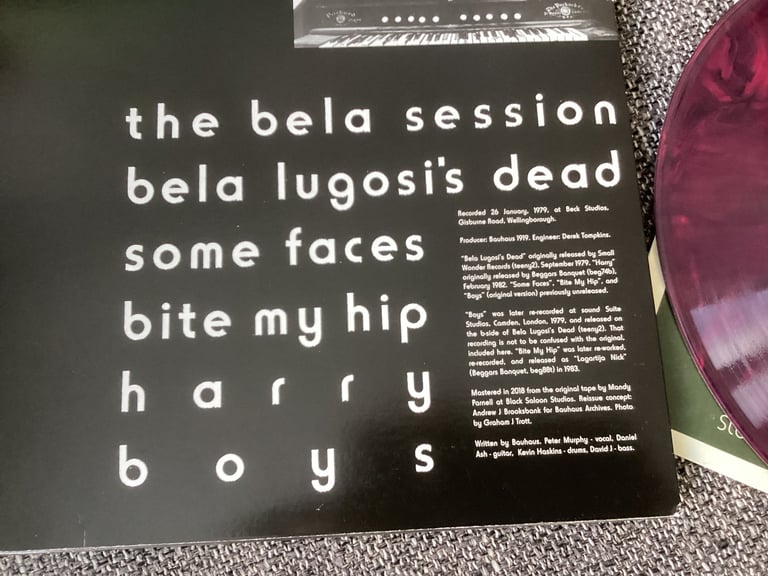 the bela session
bela lugosi's dead
some faces
bite my hip
harry
boys
Recorded 26 January, 1979, at Beck Studios,
Gisburne Road, Wellingborough.
Producer: Bauhaus 1919. Engineer: Derek Tompkins.
"Bela Lugosi's Dead" originally released by Small
Wonder Records (teeny2), September 1979. "Harry"
originally released by Beggars Banquet (beg74b),
February 1982. "Some Faces", "Bite My Hip", and
"Boys" (original version) previously unreleased.
"Boys" was later re-recorded at sound Suite
Studios, Camden, London, 1979, and released on
the b-side of Bela Lugosi's Dead (teeny2). That
recording is not to be confused with the original,
included here. "Bite My Hip" was later re-worked,
re-recorded, and released as "Lagartija Nick"
(Beggars Banquet, beg88t) in 1983.
Mastered in 2018 from the original tape by Mandy
Parnell at Black Saloon Studios. Reissue concept:
Andrew J Brooksbank for Bauhaus Archives. Photo
by Graham J Trott.
Written by Bauhaus. Peter Murphy - vocal, Daniel
Ash - guitar, Kevin Haskins - drums, David J - bass.